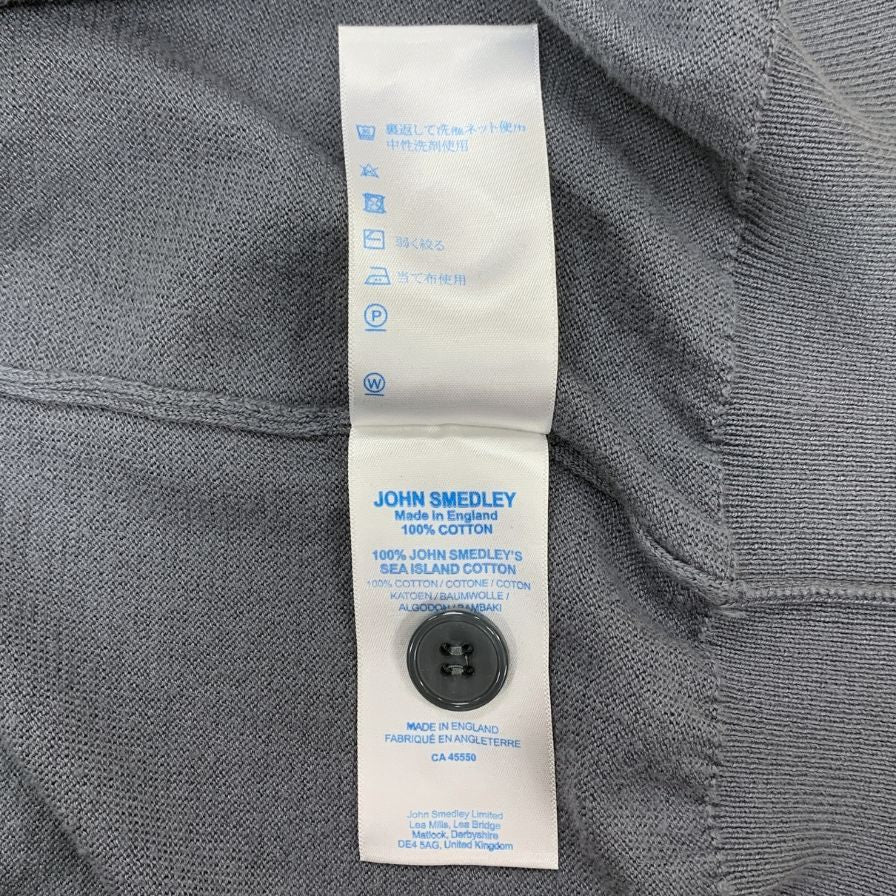 裏返して洗濯ネット使用
中性洗剤使用
弱く絞る
当て布使用
P
W
JOHN SMEDLEY
Made in England
100% COTTON
100% JOHN SMEDLEY'S
SEA ISLAND COTTON
100% COTTON / COTONE / COTON
KATOEN / BAUMWOLLE /
ALGODON / BAMBAKI
MADE IN ENGLAND
FABRIQUÉ EN ANGLETERRE
CA 45550
John Smedley Limited
Lea Mills, Lea Bridge
Matlock, Derbyshire
DE4 5AG, United Kingdom